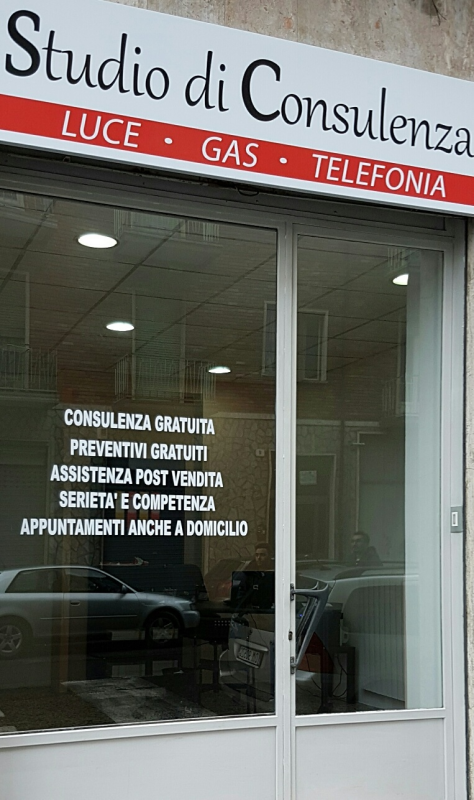 Studio di Consulenza
LUCE • GAS • TELEFONIA
CONSULENZA GRATUITA
PREVENTIVI GRATUITI
ASSISTENZA POST VENDITA
SERIETA' E COMPETENZA
APPUNTAMENTI ANCHE A DOMICILIO